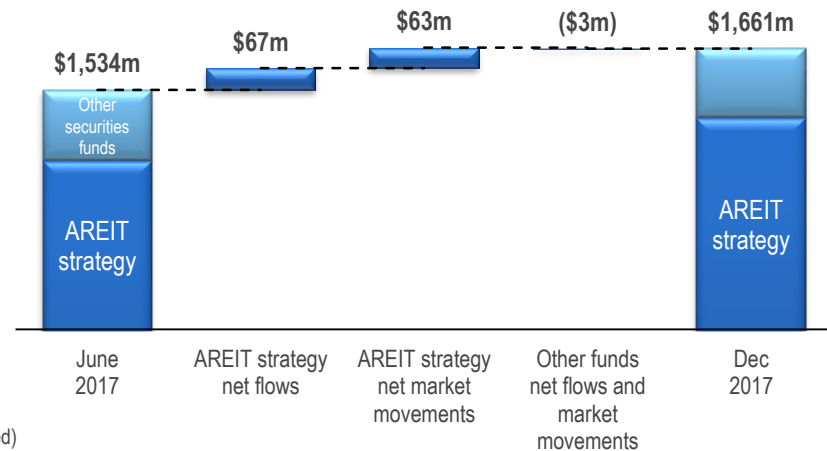 $1,534m
$67m
$63m
($3m)
$1,661m
Other
securities
funds
AREIT
strategy
AREIT
strategy
June
2017
AREIT strategy
net flows
AREIT strategy
net market
movements
Other funds
net flows and
market
movements
Dec
2017